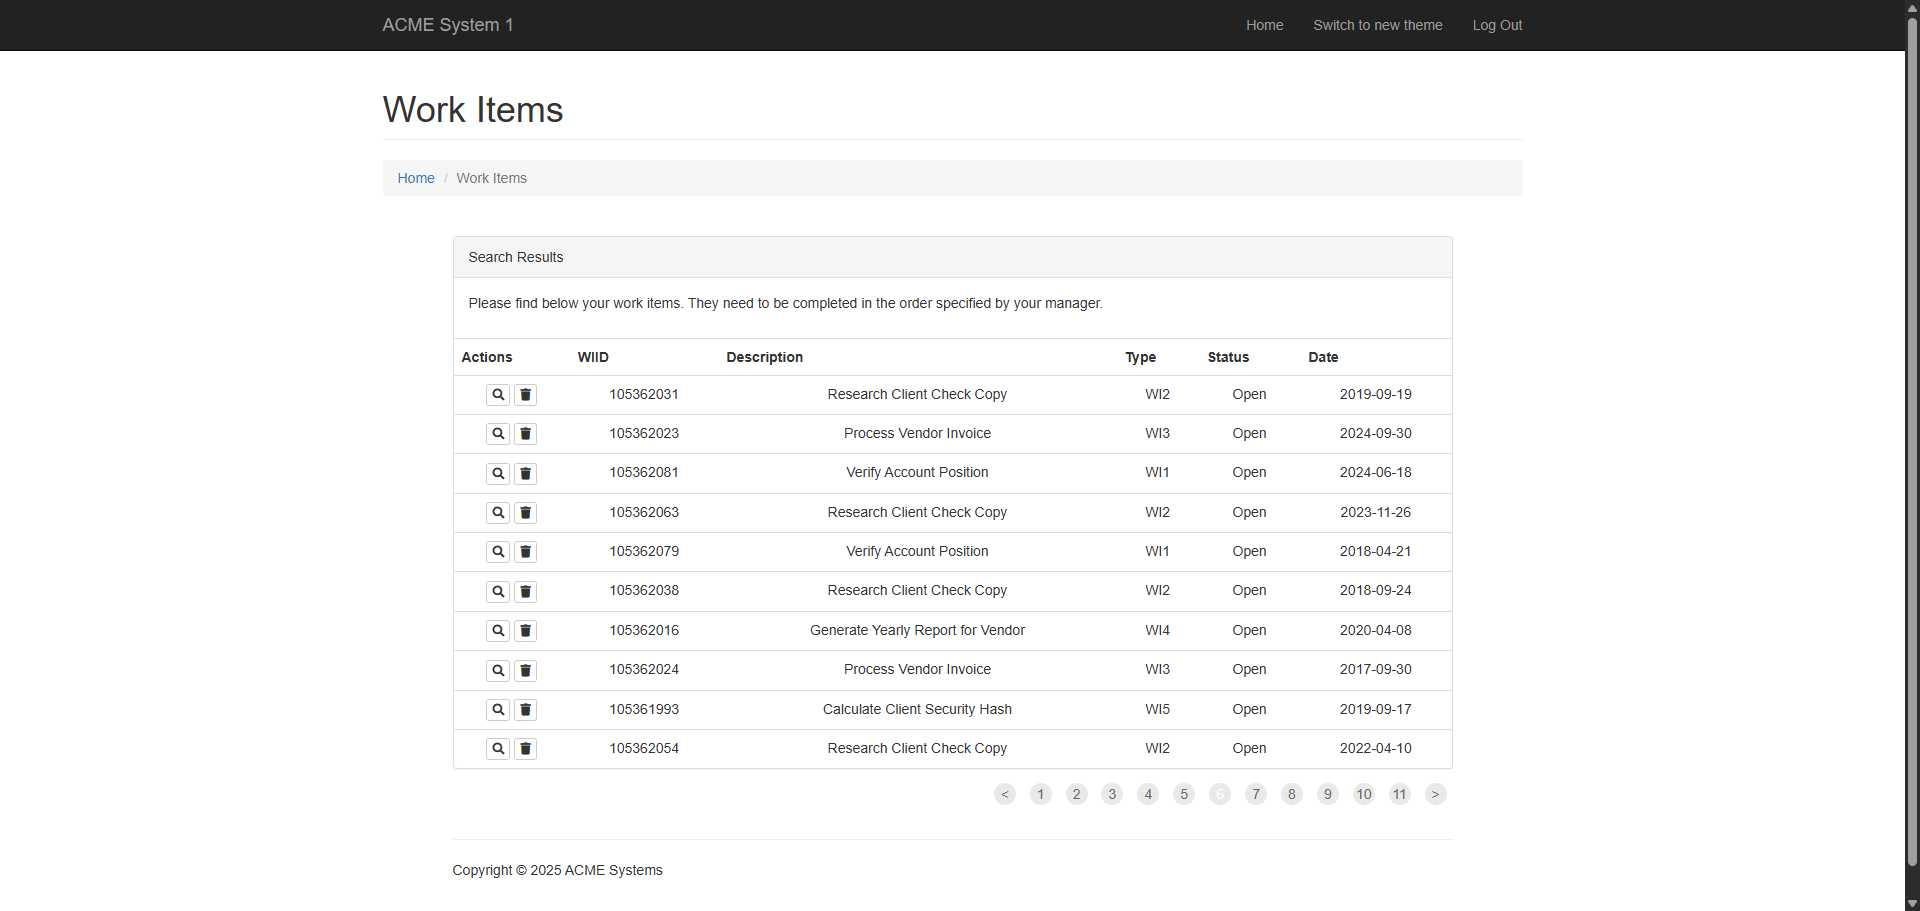 ACME System 1 Home Switch to new theme Log Out
Work Items
Home / Work Items
Search Results
Please find below your work items. They need to be completed in the order specified by your manager.
Actions WIID Description Type Status Date
105362031 Research Client Check Copy WI2 Open 2019-09-19
105362023 Process Vendor Invoice WI3 Open 2024-09-30
105362081 Verify Account Position WI1 Open 2024-06-18
105362063 Research Client Check Copy WI2 Open 2023-11-26
105362079 Verify Account Position WI1 Open 2018-04-21
105362038 Research Client Check Copy WI2 Open 2018-09-24
105362016 Generate Yearly Report for Vendor WI4 Open 2020-04-08
105362024 Process Vendor Invoice WI3 Open 2017-09-30
105361993 Calculate Client Security Hash WI5 Open 2019-09-17
105362054 Research Client Check Copy WI2 Open 2022-04-10
< 1 2 3 4 5 6 7 8 9 10 11 >
Copyright © 2025 ACME Systems